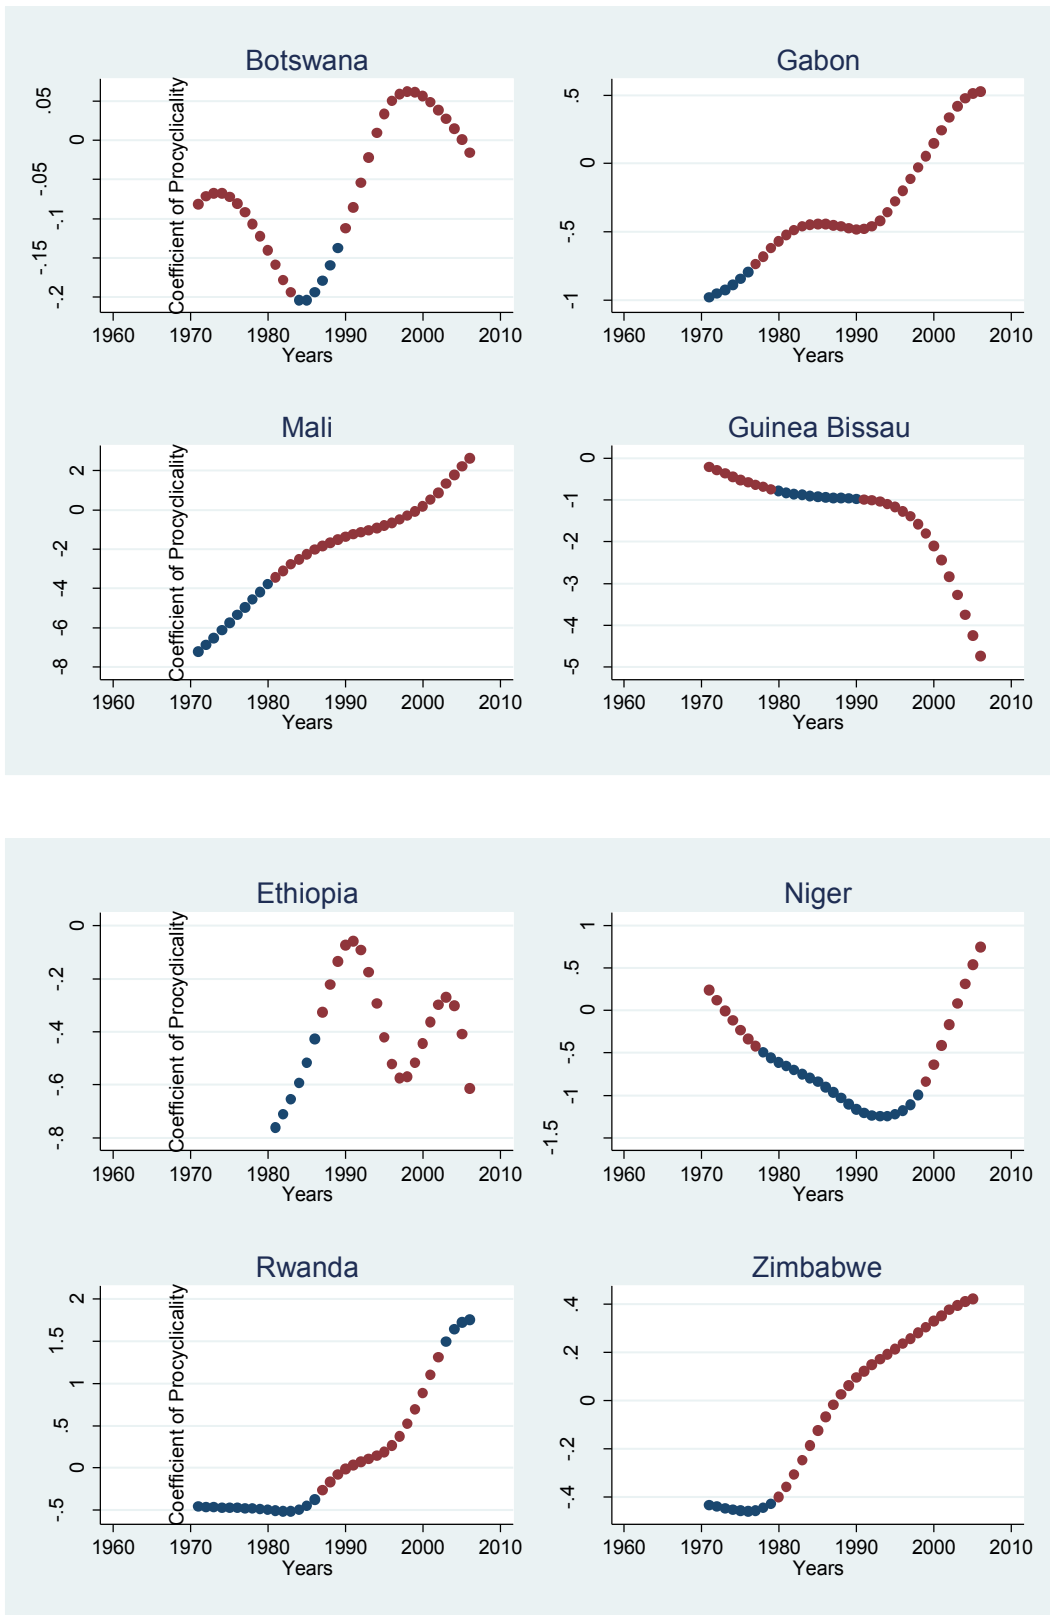 Botswana
Coefficient of Procyclicality
.05
0
-.05
-.1
-.15
-.2
1960 1970 1980 1990 2000 2010
Years
Gabon
.5
0
-.5
-1
1960 1970 1980 1990 2000 2010
Years
Mali
Coefficient of Procyclicality
2
0
-2
-4
-6
-8
1960 1970 1980 1990 2000 2010
Years
Guinea Bissau
0
-1
-2
-3
-4
-5
1960 1970 1980 1990 2000 2010
Years
Ethiopia
Coefficient of Procyclicality
0
-.2
-.4
-.6
-.8
1960 1970 1980 1990 2000 2010
Years
Niger
1
.5
0
-.5
-1
-1.5
1960 1970 1980 1990 2000 2010
Years
Rwanda
Coefficient of Procyclicality
2
1.5
1
.5
0
-.5
1960 1970 1980 1990 2000 2010
Years
Zimbabwe
.4
.2
0
-.2
-.4
1960 1970 1980 1990 2000 2010
Years